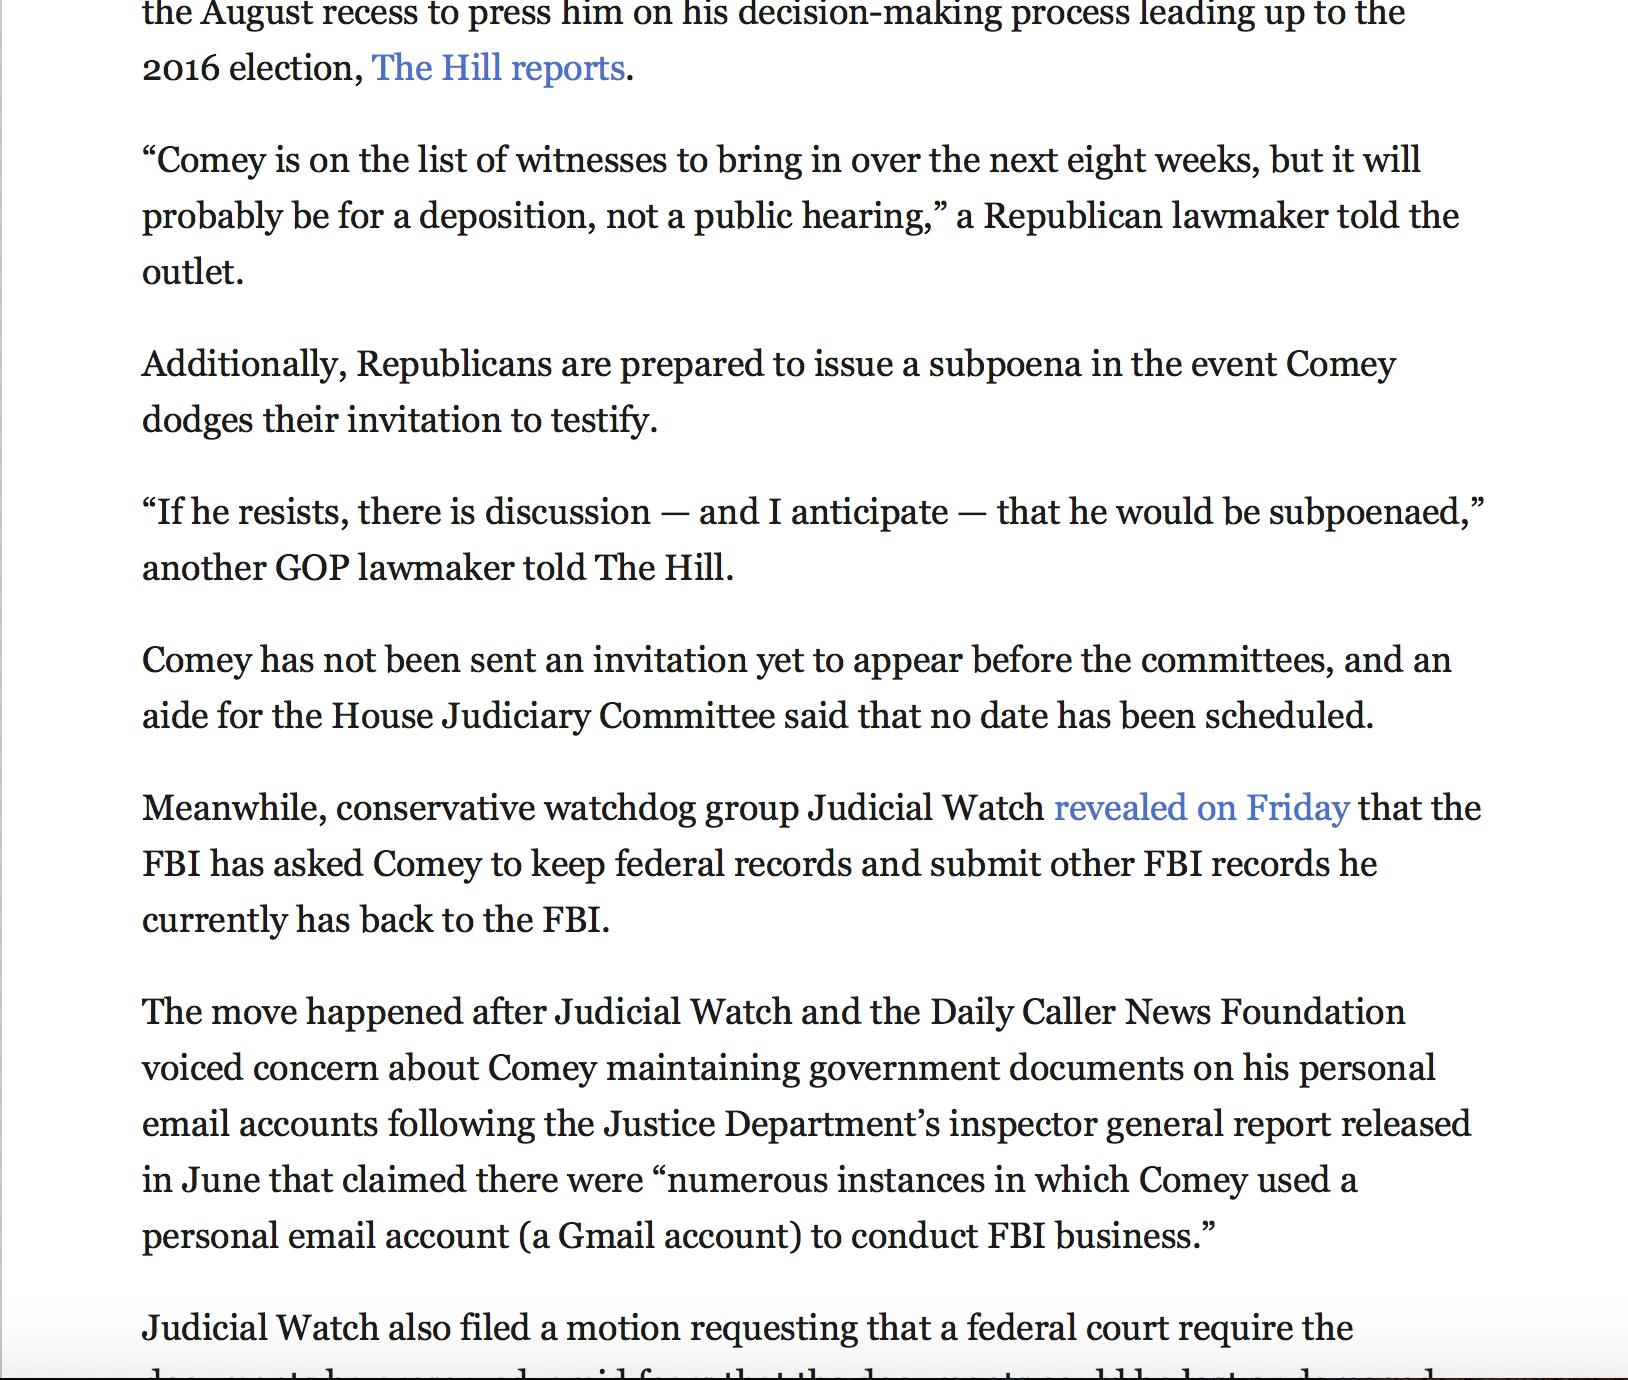 the August recess to press him on his decision-making process leading up to the
2016 election, The Hill reports.
“Comey is on the list of witnesses to bring in over the next eight weeks, but it will
probably be for a deposition, not a public hearing,” a Republican lawmaker told the
outlet.
Additionally, Republicans are prepared to issue a subpoena in the event Comey
dodges their invitation to testify.
“If he resists, there is discussion — and I anticipate — that he would be subpoenaed,”
another GOP lawmaker told The Hill.
Comey has not been sent an invitation yet to appear before the committees, and an
aide for the House Judiciary Committee said that no date has been scheduled.
Meanwhile, conservative watchdog group Judicial Watch revealed on Friday that the
FBI has asked Comey to keep federal records and submit other FBI records he
currently has back to the FBI.
The move happened after Judicial Watch and the Daily Caller News Foundation
voiced concern about Comey maintaining government documents on his personal
email accounts following the Justice Department’s inspector general report released
in June that claimed there were “numerous instances in which Comey used a
personal email account (a Gmail account) to conduct FBI business.”
Judicial Watch also filed a motion requesting that a federal court require the